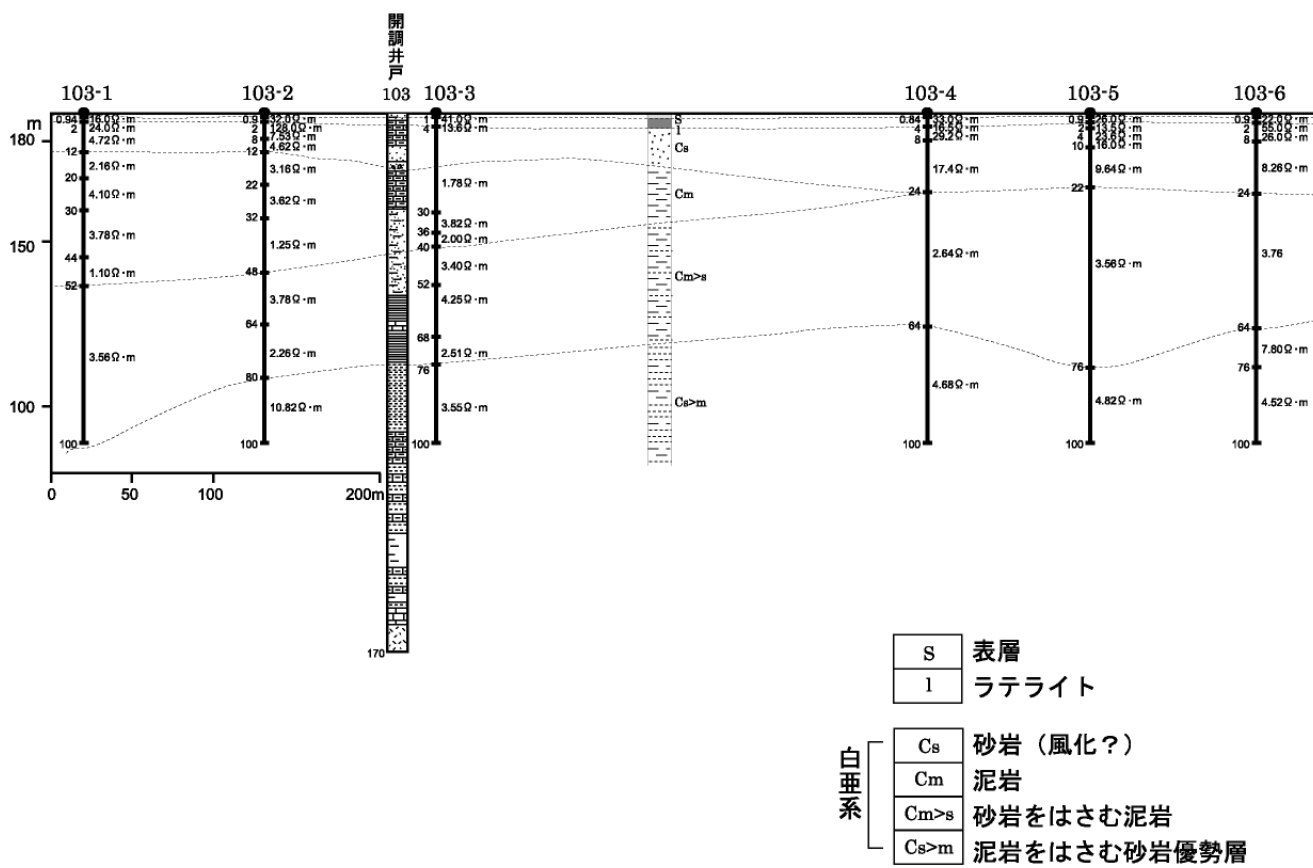 開調井戸
103-1
103-2
103
103-3
103-4
103-5
103-6
m
180
150
100
0.94
16.0Ω·m
2
24.0Ω·m
4.72Ω·m
12
2.16Ω·m
20
4.10Ω·m
30
3.78Ω·m
44
1.10Ω·m
52
3.56Ω·m
100
0.9
32.0Ω·m
2
128.0Ω·m
8
7.53Ω·m
4.62Ω·m
12
3.16Ω·m
22
3.62Ω·m
32
1.25Ω·m
48
3.78Ω·m
64
2.26Ω·m
80
10.82Ω·m
100
170
1
41.0Ω·m
4
13.6Ω·m
1.78Ω·m
30
3.82Ω·m
36
2.00Ω·m
40
3.40Ω·m
52
4.25Ω·m
68
2.51Ω·m
76
3.55Ω·m
100
S
l
Cs
Cm
Cm>s
Cs>m
0.84
33.0Ω·m
4
16.5Ω·m
8
29.2Ω·m
17.4Ω·m
24
2.64Ω·m
64
4.68Ω·m
100
0.9
26.0Ω·m
2
13.5Ω·m
4
23.6Ω·m
10
16.0Ω·m
9.64Ω·m
22
3.56Ω·m
76
4.82Ω·m
100
0.9
22.0Ω·m
2
55.0Ω·m
8
26.0Ω·m
8.26Ω·m
24
3.76
64
7.80Ω·m
76
4.52Ω·m
100
0 50 100 200m
S 表層
l ラテライト
白亜系
Cs 砂岩（風化？）
Cm 泥岩
Cm>s 砂岩をはさむ泥岩
Cs>m 泥岩をはさむ砂岩優勢層